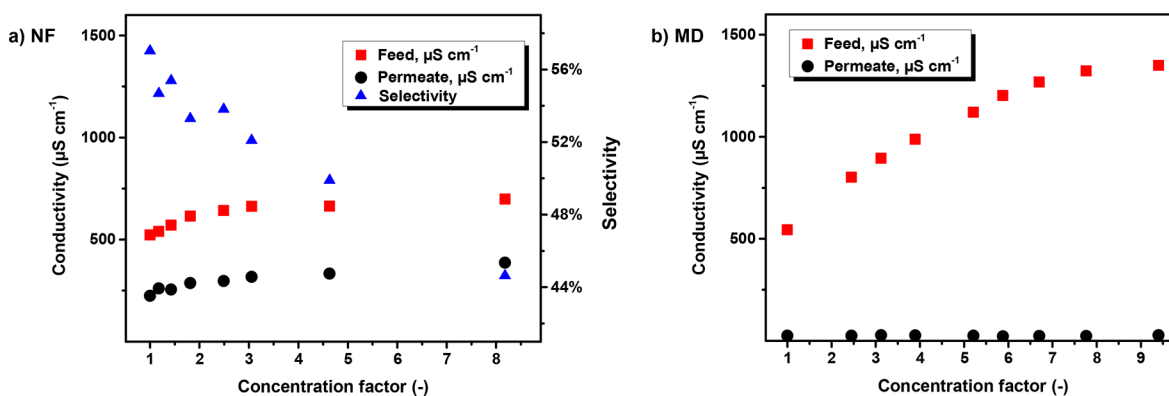 a) NF
Feed, µS cm-1
Permeate, µS cm-1
Selectivity
1500
1000
500
Conductivity (µS cm-1)
56%
52%
48%
44%
Selectivity
1 2 3 4 5 6 7 8
Concentration factor (-)
b) MD
Feed, µS cm-1
Permeate, µS cm-1
1500
1000
500
Conductivity (µS cm-1)
1 2 3 4 5 6 7 8 9
Concentration factor (-)